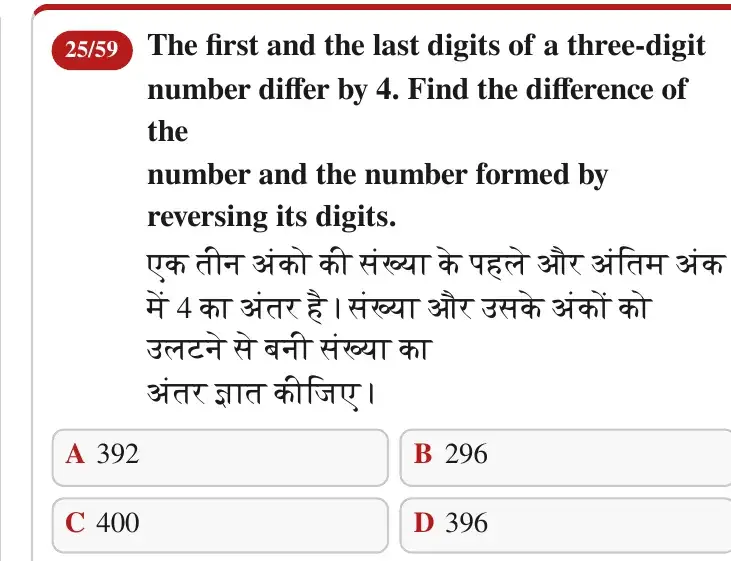 25/59 The first and the last digits of a three-digit
number differ by 4. Find the difference of
the
number and the number formed by
reversing its digits.
एक तीन अंको की संख्या के पहले और अंतिम अंक
में 4 का अंतर है। संख्या और उसके अंकों को
उलटने से बनी संख्या का
अंतर ज्ञात कीजिए।
A 392
B 296
C 400
D 396